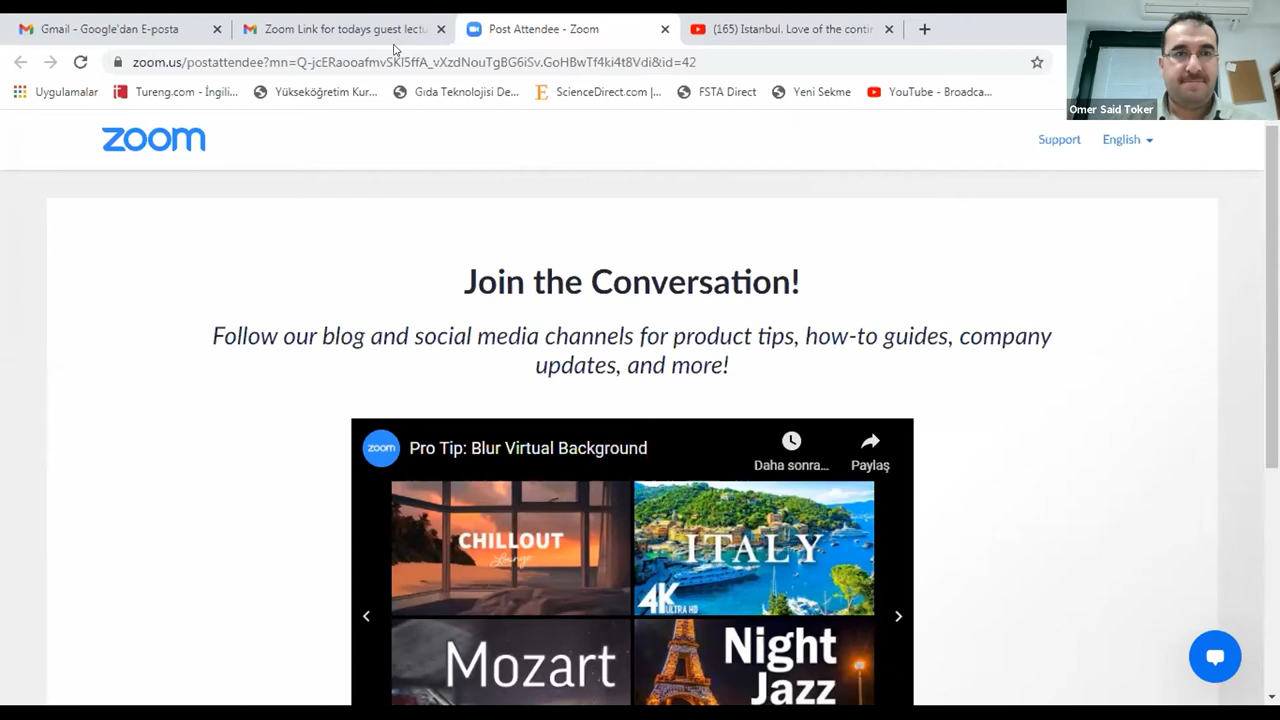 Gmail - Google'dan E-posta
Zoom Link for todays guest lectu
Post Attendee - Zoom
(165) Istanbul. Love of the contin
zoom.us/postattendee?mn=
&id=42
Uygulamalar
Tureng.com - İngili...
Yükseköğretim Kur...
Gıda Teknolojisi De...
ScienceDirect.com |...
FSTA Direct
Yeni Sekme
YouTube - Broadca...
Omer Said Toker
zoom
Support
English
Join the Conversation!
Follow our blog and social media channels for product tips, how-to guides, company
updates, and more!
zoom
Pro Tip: Blur Virtual Background
Daha sonra...
Paylaş
CHILLOUT
Lounge
ITALY
4K
ULTRA HD
Mozart
Night
Jazz